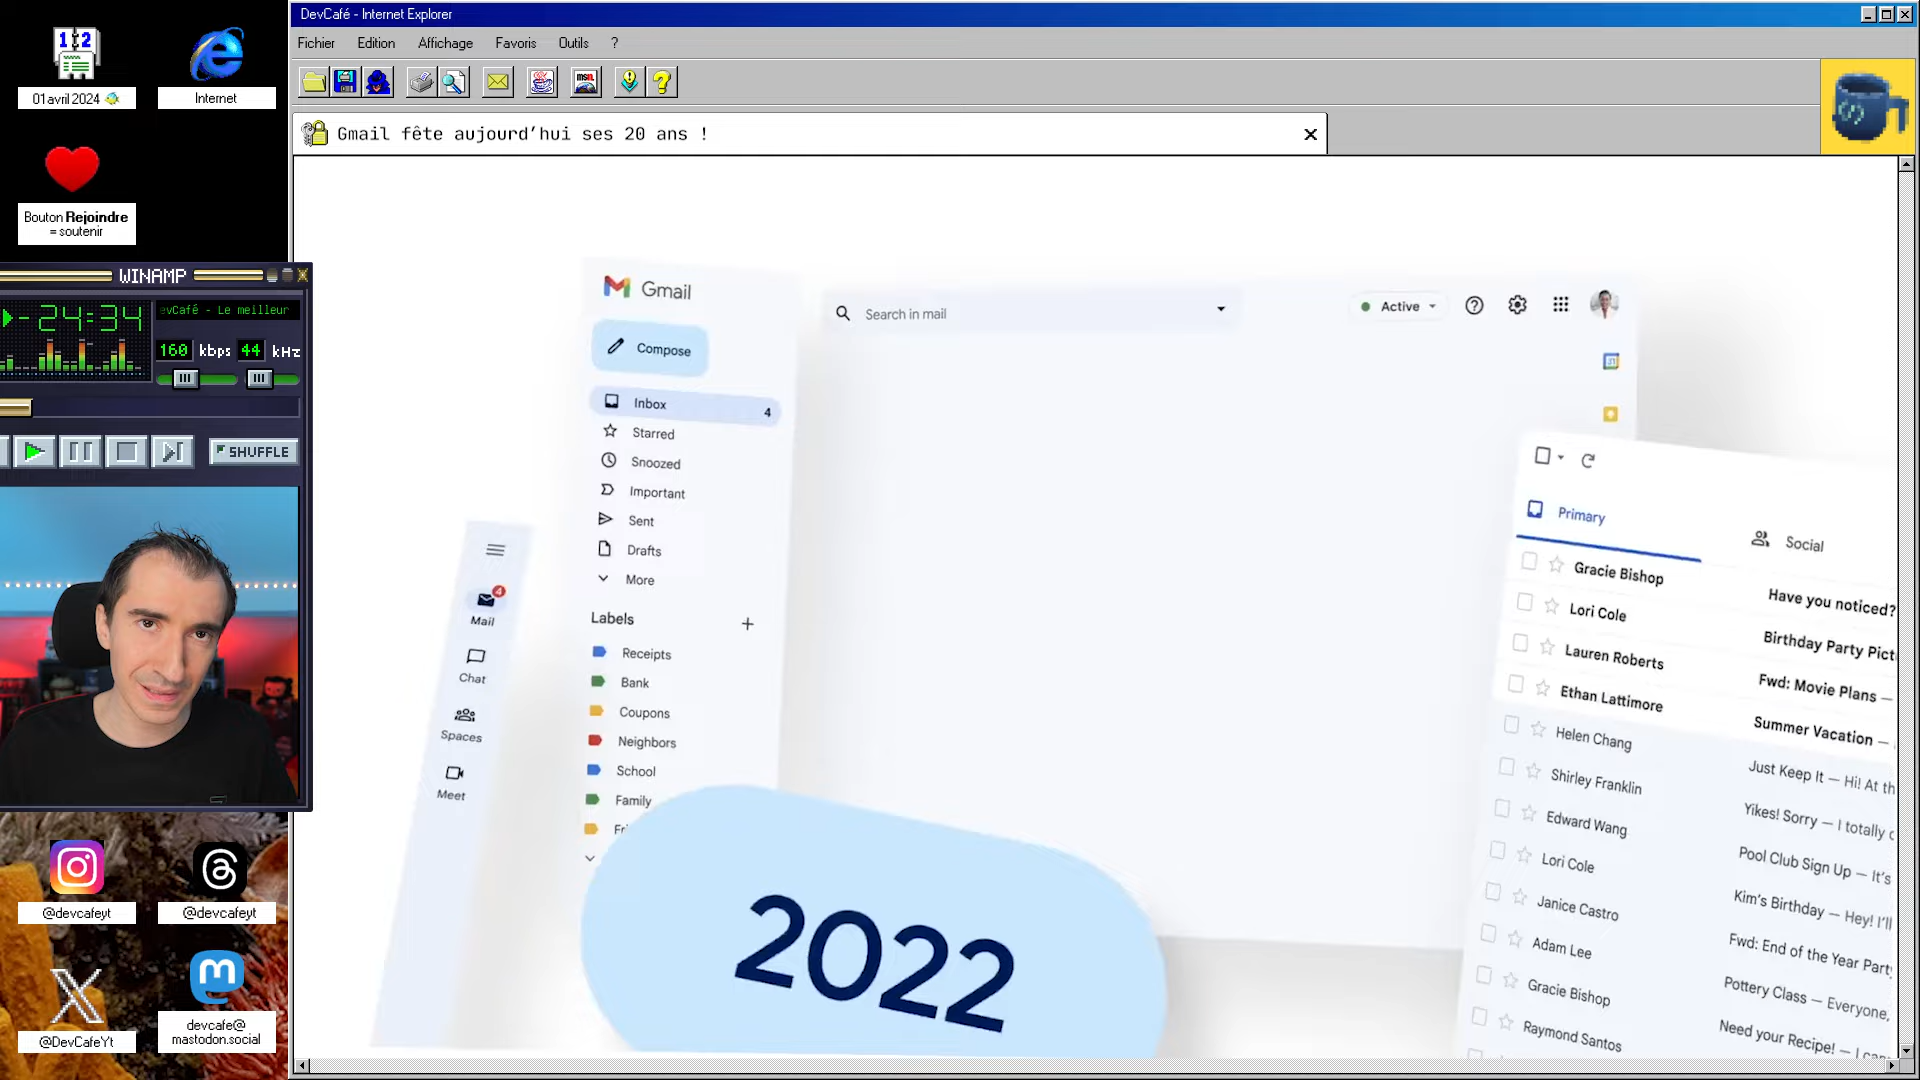 DevCafé - Internet Explorer
Fichier Edition Affichage Favoris Outils ?
msn
Gmail fête aujourd'hui ses 20 ans !
12
01 avril 2024
Internet
Bouton Rejoindre
= soutenir
WINAMP
-24:34
evCafé - Le meilleur
160 kbps 44 kHz
SHUFFLE
@devcafeyt
@devcafeyt
@DevCafeYt
devcafe@
mastodon.social
Gmail
Search in mail
Active
Compose
Inbox 4
Starred
Snoozed
Important
Sent
Drafts
More
Labels +
Receipts
Bank
Coupons
Neighbors
School
Family
4
Mail
Chat
Spaces
Meet
2022
Primary
Social
Gracie Bishop Have you noticed?
Lori Cole Birthday Party Pict
Lauren Roberts Fwd: Movie Plans —
Ethan Lattimore Summer Vacation —
Helen Chang Just Keep It — Hi! At th
Shirley Franklin Yikes! Sorry — I totally
Edward Wang Pool Club Sign Up — It's
Lori Cole Kim's Birthday — Hey! I'll
Janice Castro Fwd: End of the Year Part
Adam Lee Pottery Class — Everyone,
Gracie Bishop Need your Recipe! — I
Raymond Santos